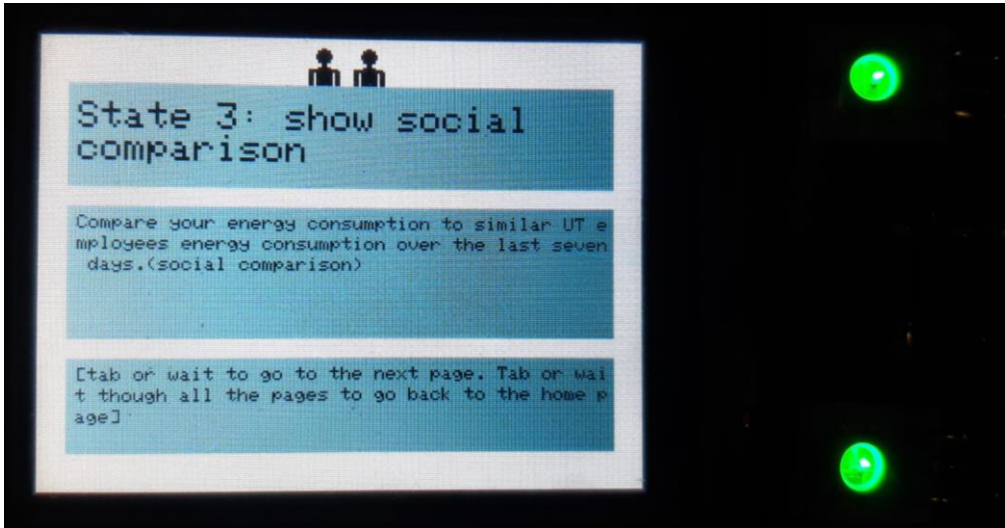 State 3: show social
comparison
Compare your energy consumption to similar UT e
mployees energy consumption over the last seven
days.(social comparison)
[tab or wait to go to the next page. Tab or wai
t though all the pages to go back to the home p
age]